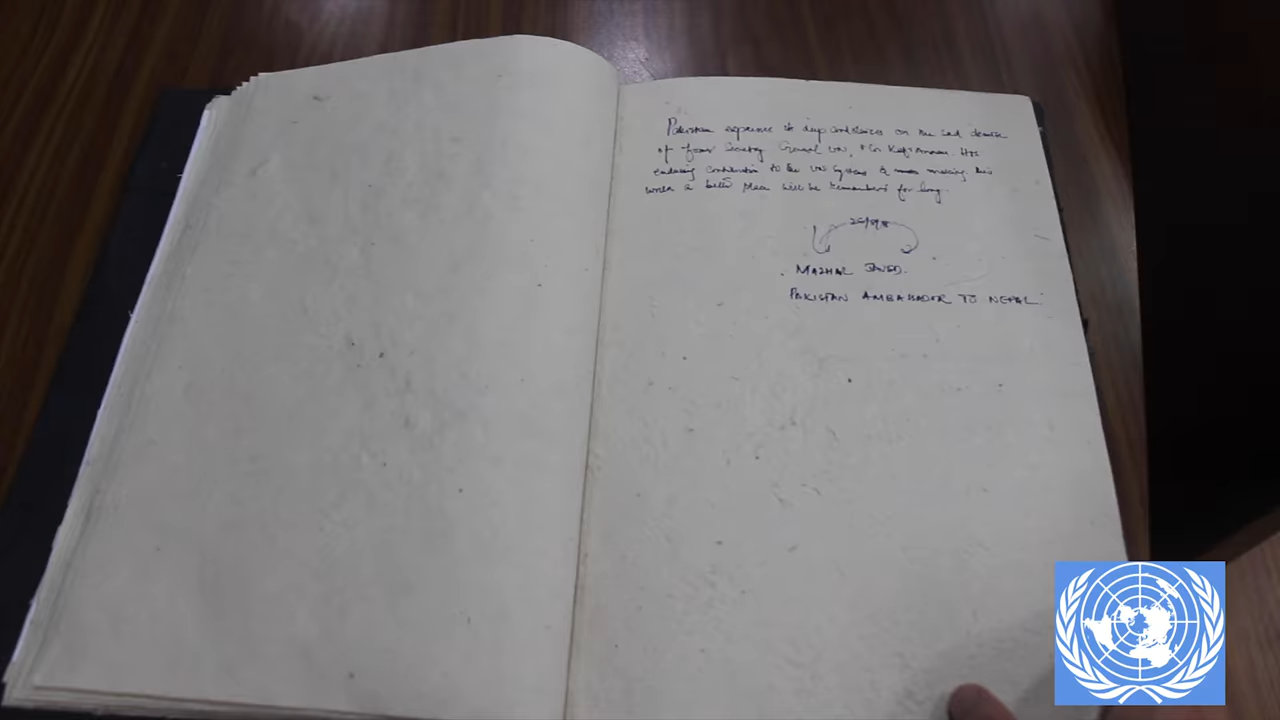 Pakistan expresses its deep condolences on the sad demise
of former Secretary General UN, Mr Kofi Annan. His
enduring contribution to the UN System & making this
world a better place will be remembered for long.
MAZHAR JAVED.
PAKISTAN AMBASSADOR TO NEPAL.